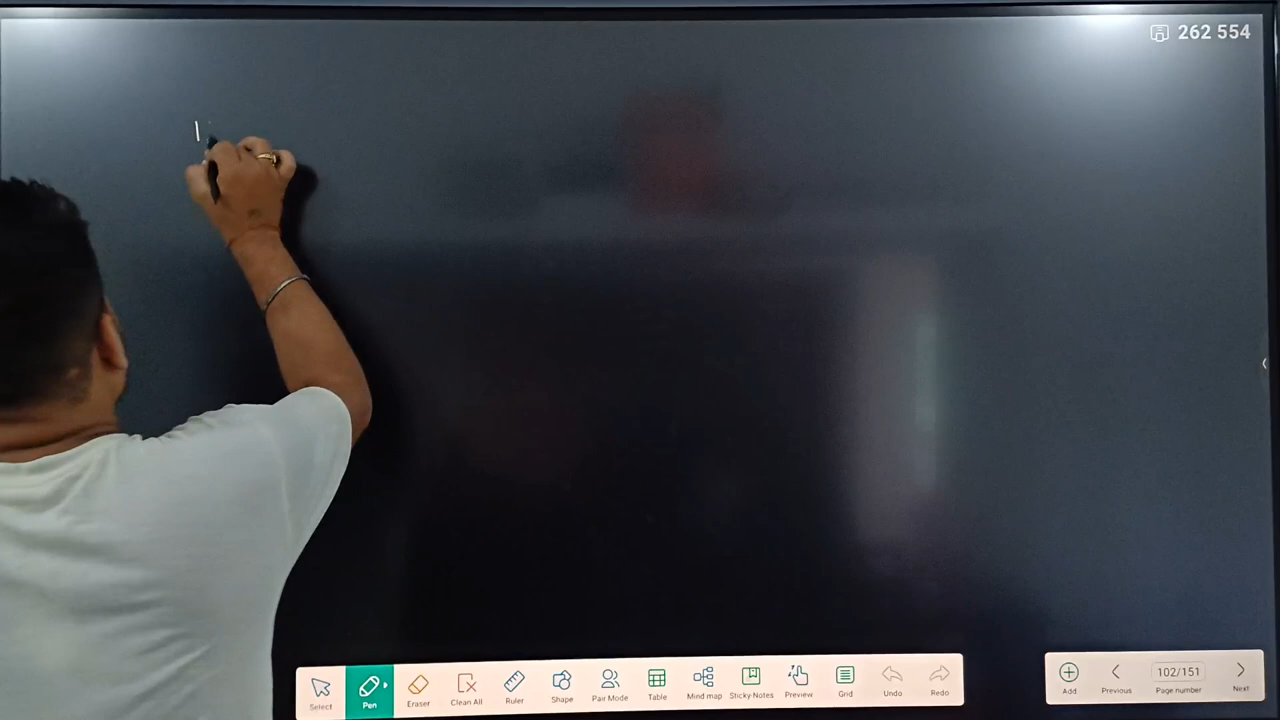 262 554
Select
Pen
Eraser
Clean All
Ruler
Shape
Pair Mode
Table
Mind map
Sticky Notes
Preview
Grid
Undo
Redo
Add
Previous
102/151
Page number
Next